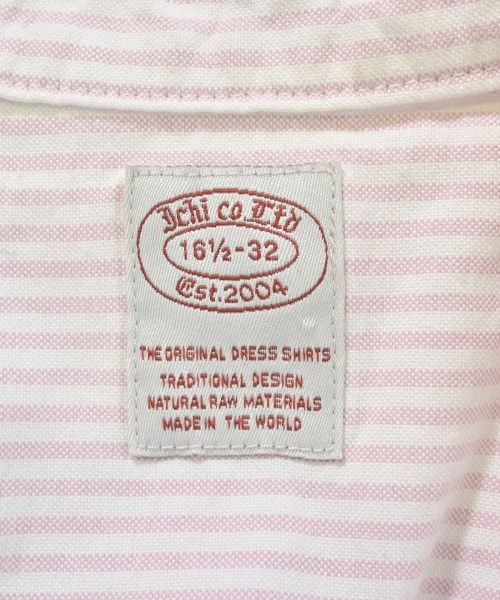 Ichi co.Ltd
16½-32
Est.2004
THE ORIGINAL DRESS SHIRTS
TRADITIONAL DESIGN
NATURAL RAW MATERIALS
MADE IN THE WORLD